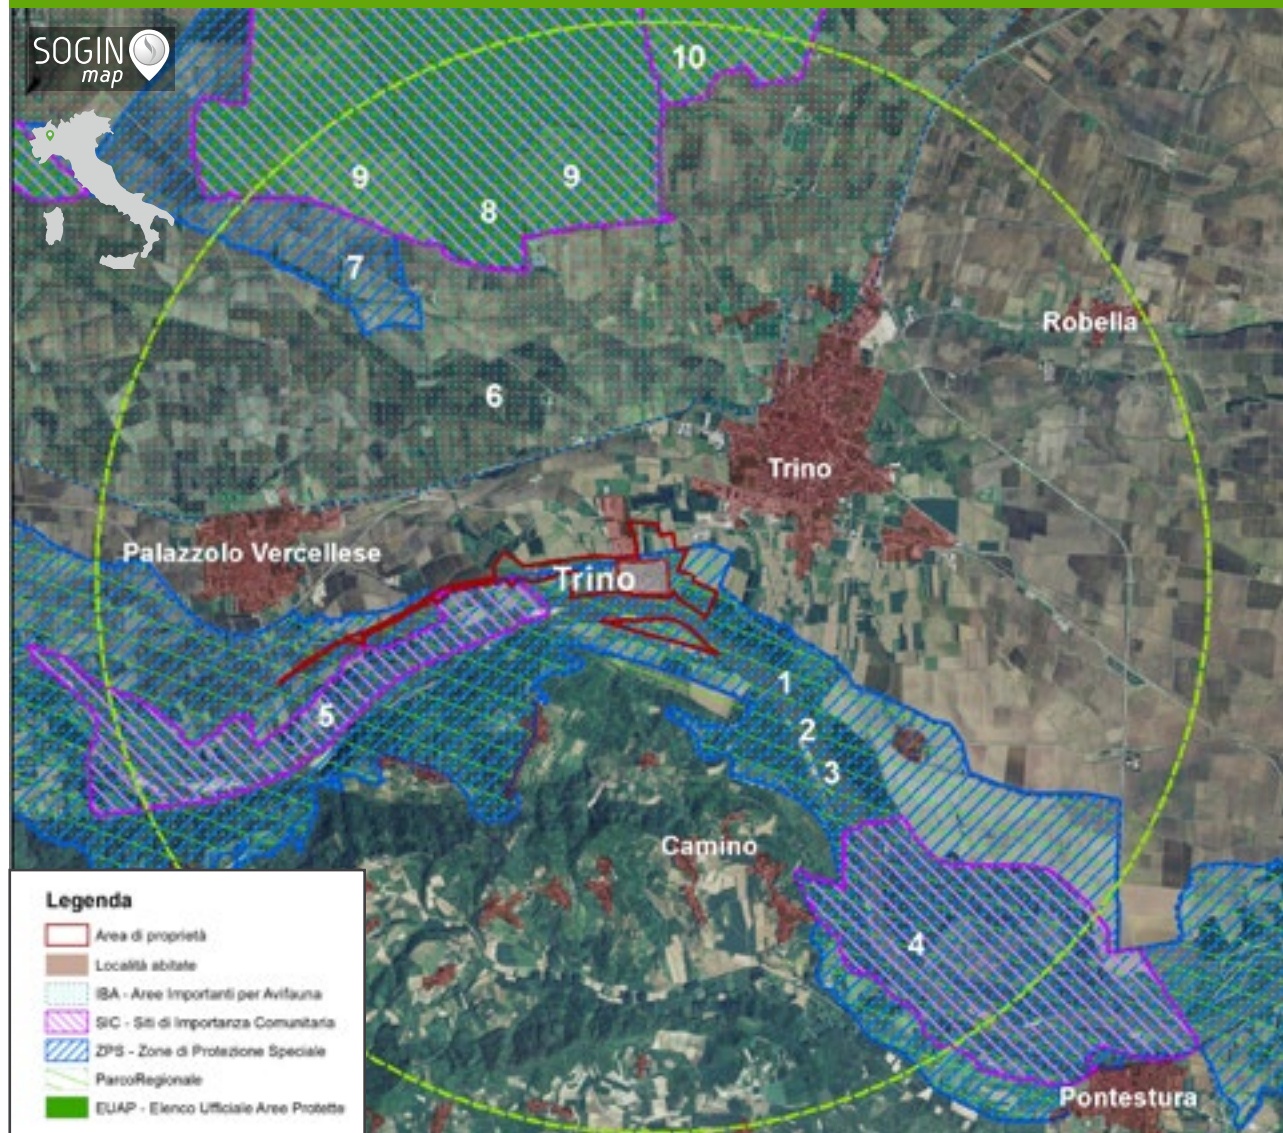 SOGIN
map
10
9
9
8
7
Robella
6
Trino
Palazzolo Vercellese
Trino
1
5
2
3
Camino
4
Pontestura
Legenda
Area di proprietà
Località abitate
IBA - Aree Importanti per Avifauna
SIC - Siti di Importanza Comunitaria
ZPS - Zone di Protezione Speciale
ParcoRegionale
EUAP - Elenco Ufficiale Aree Protette